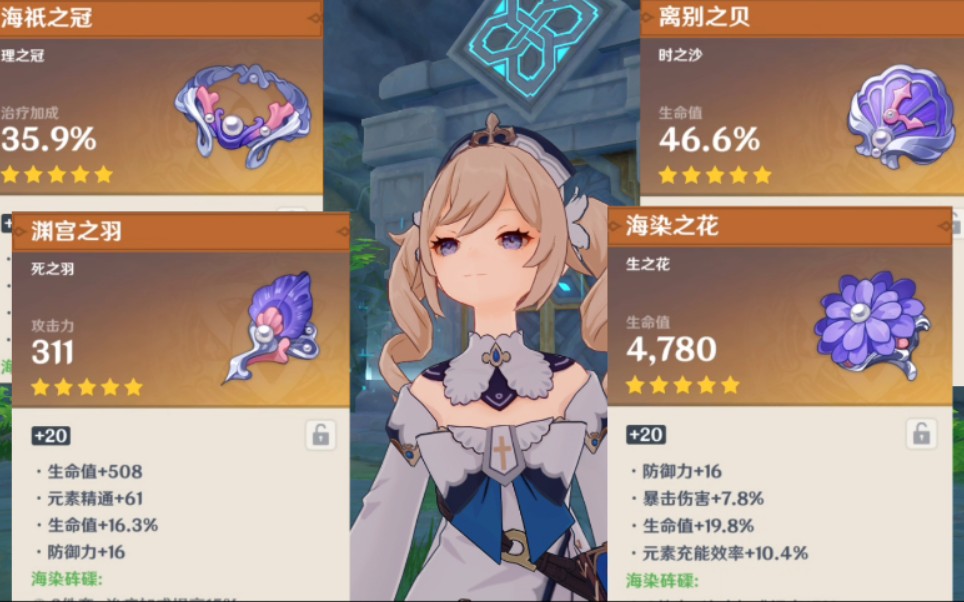 海祇之冠
理之冠
治疗加成
35.9%
离别之贝
时之沙
生命值
46.6%
渊宫之羽
死之羽
攻击力
311
+20
·生命值+508
·元素精通+61
·生命值+16.3%
·防御力+16
海染砗磲:
海染之花
生之花
生命值
4,780
+20
·防御力+16
·暴击伤害+7.8%
·生命值+19.8%
·元素充能效率+10.4%
海染砗磲: